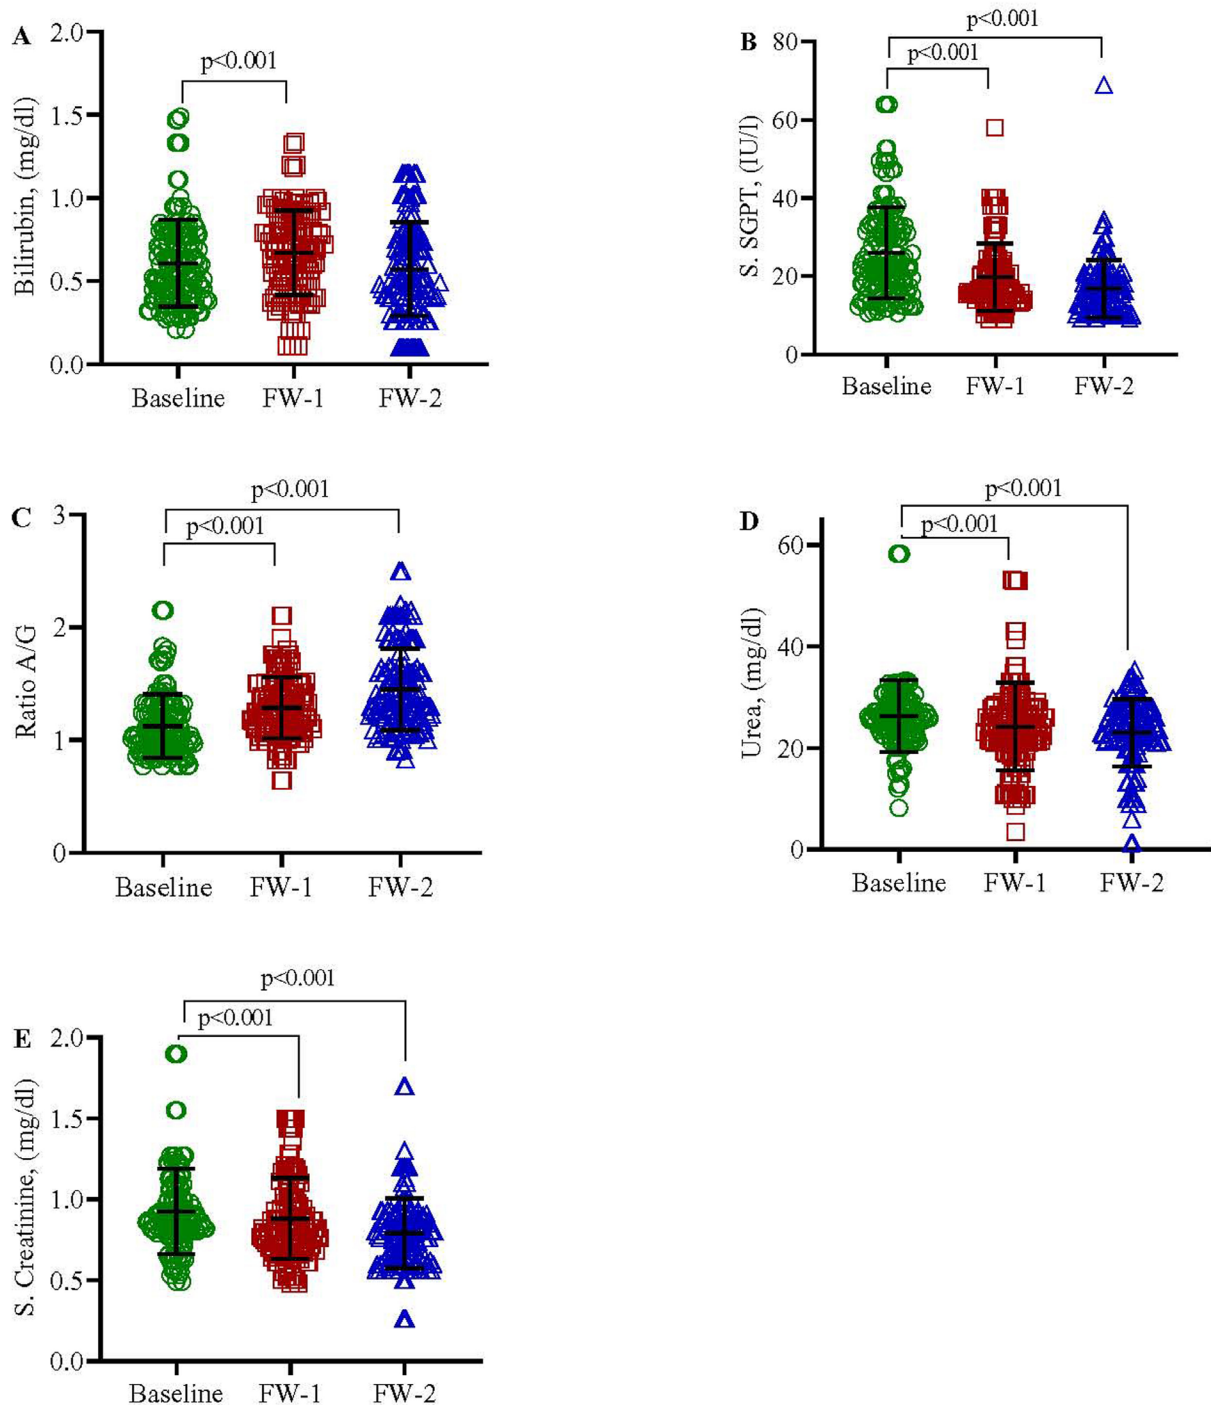 A
Bilirubin, (mg/dl)
2.0
1.5
1.0
0.5
0.0
p<0.001
Baseline FW-1 FW-2
B
S. SGPT, (IU/l)
80
60
40
20
0
p<0.001
p<0.001
Baseline FW-1 FW-2
C
Ratio A/G
3
2
1
0
p<0.001
p<0.001
Baseline FW-1 FW-2
D
Urea, (mg/dl)
60
40
20
0
p<0.001
p<0.001
Baseline FW-1 FW-2
E
S. Creatinine, (mg/dl)
2.0
1.5
1.0
0.5
0.0
p<0.001
p<0.001
Baseline FW-1 FW-2